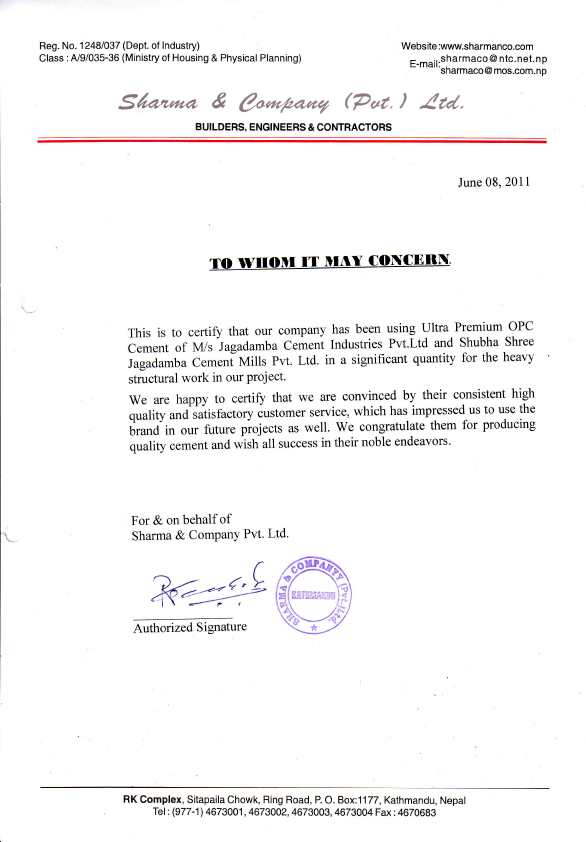 Reg. No. 1248/037 (Dept. of Industry)
Class : A/9/035-36 (Ministry of Housing & Physical Planning)
Website:www.sharmanco.com
E-mail:sharmaco@ntc.net.np
sharmaco@mos.com.np
Sharma & Company (Pvt.) Ltd.
BUILDERS, ENGINEERS & CONTRACTORS
June 08, 2011
TO WHOM IT MAY CONCERN
This is to certify that our company has been using Ultra Premium OPC
Cement of M/s Jagadamba Cement Industries Pvt.Ltd and Shubha Shree
Jagadamba Cement Mills Pvt. Ltd. in a significant quantity for the heavy
structural work in our project.
We are happy to certify that we are convinced by their consistent high
quality and satisfactory customer service, which has impressed us to use the
brand in our future projects as well. We congratulate them for producing
quality cement and wish all success in their noble endeavors.
For & on behalf of
Sharma & Company Pvt. Ltd.
SHARMA & COMPANYY (Pvt.) Ltd.
KATHMANDU
Authorized Signature
RK Complex, Sitapaila Chowk, Ring Road, P. O. Box:1177, Kathmandu, Nepal
Tel : (977-1) 4673001, 4673002, 4673003, 4673004 Fax : 4670683